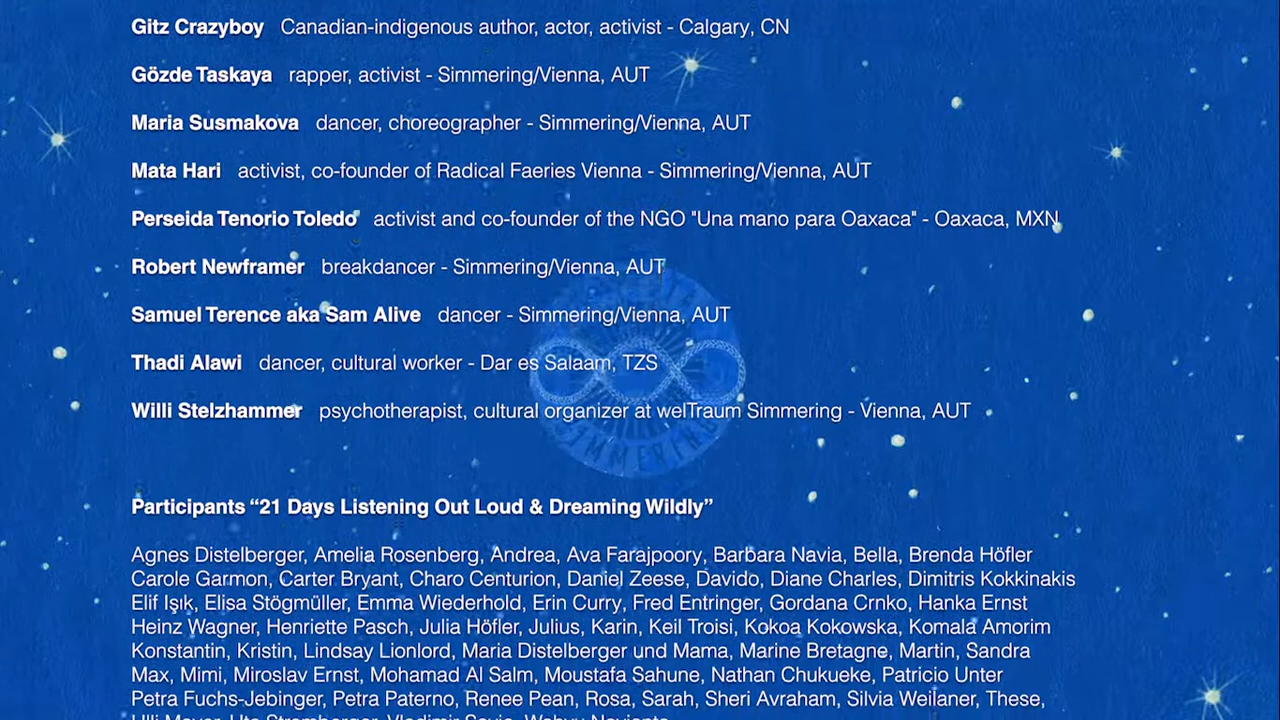 Gitz Crazyboy Canadian-indigenous author, actor, activist - Calgary, CN
Gözde Taskaya rapper, activist - Simmering/Vienna, AUT
Maria Susmakova dancer, choreographer - Simmering/Vienna, AUT
Mata Hari activist, co-founder of Radical Faeries Vienna - Simmering/Vienna, AUT
Perseida Tenorio Toledo activist and co-founder of the NGO "Una mano para Oaxaca" - Oaxaca, MXN
Robert Newframer breakdancer - Simmering/Vienna, AUT
Samuel Terence aka Sam Alive dancer - Simmering/Vienna, AUT
Thadi Alawi dancer, cultural worker - Dar es Salaam, TZS
Willi Stelzhammer psychotherapist, cultural organizer at welTraum Simmering - Vienna, AUT
SIMMERING
Participants “21 Days Listening Out Loud & Dreaming Wildly”
Agnes Distelberger, Amelia Rosenberg, Andrea, Ava Farajpoory, Barbara Navia, Bella, Brenda Höfler
Carole Garmon, Carter Bryant, Charo Centurion, Daniel Zeese, Davido, Diane Charles, Dimitris Kokkinakis
Elif Işık, Elisa Stögmüller, Emma Wiederhold, Erin Curry, Fred Entringer, Gordana Crnko, Hanka Ernst
Heinz Wagner, Henriette Pasch, Julia Höfler, Julius, Karin, Keil Troisi, Kokoa Kokowska, Komala Amorim
Konstantin, Kristin, Lindsay Lionlord, Maria Distelberger und Mama, Marine Bretagne, Martin, Sandra
Max, Mimi, Miroslav Ernst, Mohamad Al Salm, Moustafa Sahune, Nathan Chukueke, Patricio Unter
Petra Fuchs-Jebinger, Petra Paterno, Renee Pean, Rosa, Sarah, Sheri Avraham, Silvia Weilaner, These,